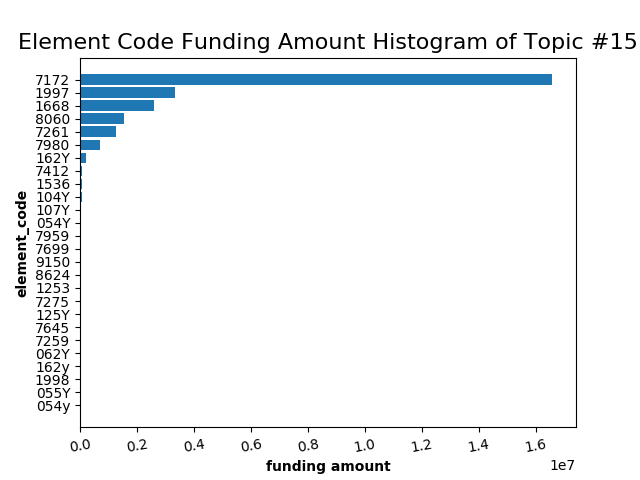 Element Code Funding Amount Histogram of Topic #15
7172
1997
1668
8060
7261
7980
162Y
7412
1536
104Y
107Y
054Y
7959
7699
9150
8624
1253
7275
125Y
7645
7259
062Y
162y
1998
055Y
054y
element_code
0.0 0.2 0.4 0.6 0.8 1.0 1.2 1.4 1.6
1e7
funding amount